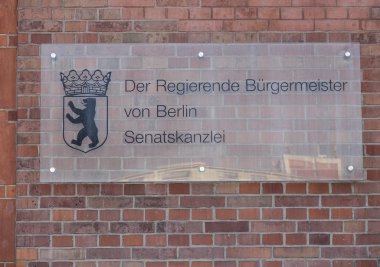 Der Regierende Bürgermeister
von Berlin
Senatskanzlei